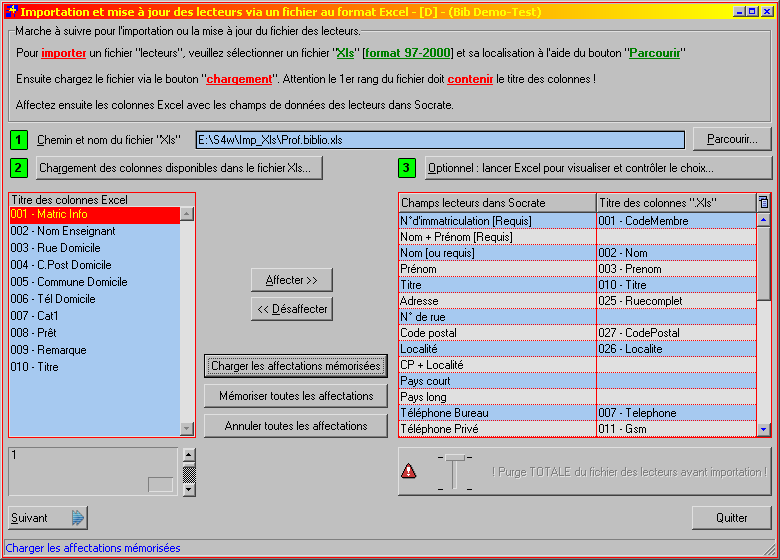 Importation et mise à jour des lecteurs via un fichier au format Excel - [D] - (Bib Demo-Test)
Marche à suivre pour l'importation ou la mise à jour du fichier des lecteurs.
Pour importer un fichier "lecteurs", veuillez sélectionner un fichier "Xls" [format 97-2000] et sa localisation à l'aide du bouton "Parcourir"
Ensuite chargez le fichier via le bouton "chargement". Attention le 1er rang du fichier doit contenir le titre des colonnes !
Affectez ensuite les colonnes Excel avec les champs de données des lecteurs dans Socrate.
1 Chemin et nom du fichier "Xls" E:\S4w\Imp_Xls\Prof.biblio.xls Parcourir...
2 Chargement des colonnes disponibles dans le fichier Xls... 3 Optionnel : lancer Excel pour visualiser et contrôler le choix...
Titre des colonnes Excel
001 - Matric Info
002 - Nom Enseignant
003 - Rue Domicile
004 - C.Post Domicile
005 - Commune Domicile
006 - Tél Domicile
007 - Cat1
008 - Prêt
009 - Remarque
010 - Titre
Affecter >>
<< Désaffecter
Charger les affectations mémorisées
Mémoriser toutes les affectations
Annuler toutes les affectations
Champs lecteurs dans Socrate Titre des colonnes ".Xls"
N°d'immatriculation [Requis] 001 - CodeMembre
Nom + Prénom [Requis]
Nom [ou requis] 002 - Nom
Prénom 003 - Prenom
Titre 010 - Titre
Adresse 025 - Ruecomplet
N° de rue
Code postal 027 - CodePostal
Localité 026 - Localite
CP + Localité
Pays court
Pays long
Téléphone Bureau 007 - Telephone
Téléphone Privé 011 - Gsm
1
! Purge TOTALE du fichier des lecteurs avant importation !
Suivant Quitter
Charger les affectations mémorisées